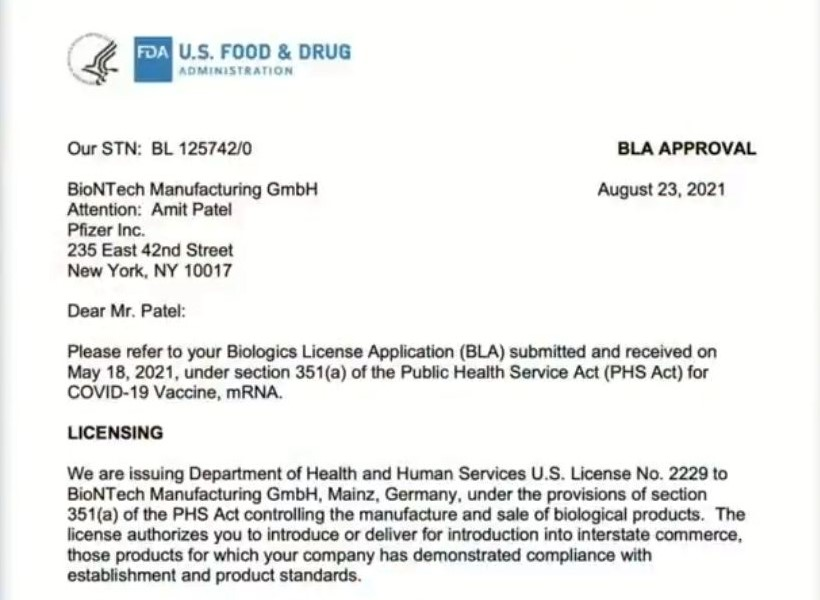 FDA U.S. FOOD & DRUG
ADMINISTRATION
Our STN: BL 125742/0
BLA APPROVAL
BioNTech Manufacturing GmbH
August 23, 2021
Attention: Amit Patel
Pfizer Inc.
235 East 42nd Street
New York, NY 10017
Dear Mr. Patel:
Please refer to your Biologics License Application (BLA) submitted and received on
May 18, 2021, under section 351(a) of the Public Health Service Act (PHS Act) for
COVID-19 Vaccine, mRNA.
LICENSING
We are issuing Department of Health and Human Services U.S. License No. 2229 to
BioNTech Manufacturing GmbH, Mainz, Germany, under the provisions of section
351(a) of the PHS Act controlling the manufacture and sale of biological products. The
license authorizes you to introduce or deliver for introduction into interstate commerce,
those products for which your company has demonstrated compliance with
establishment and product standards.